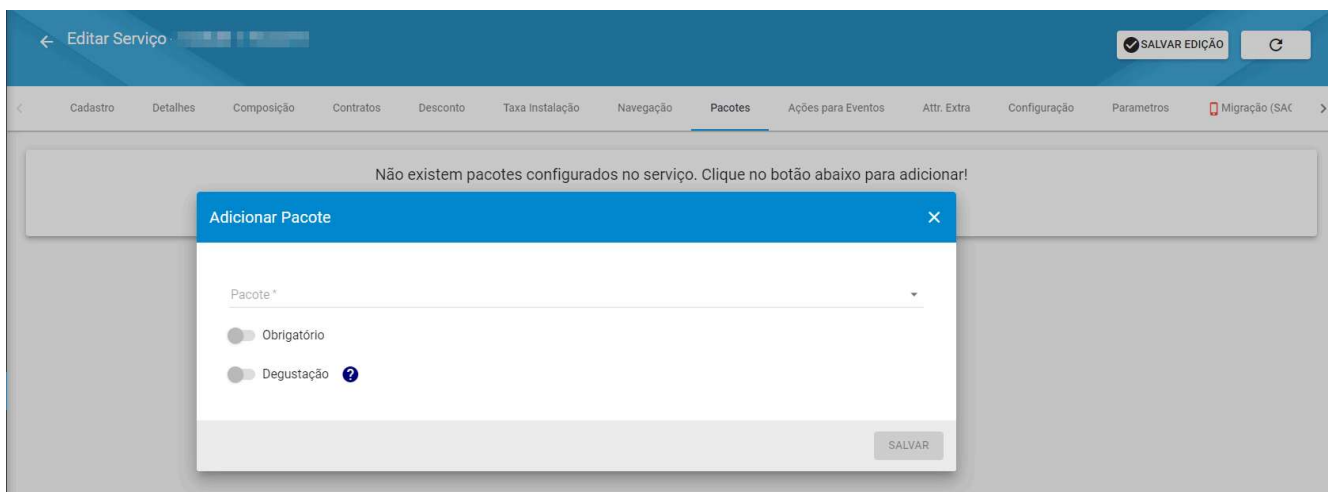 Editar Serviço
SALVAR EDIÇÃO
Cadastro Detalhes Composição Contratos Desconto Taxa Instalação Navegação Pacotes Ações para Eventos Attr. Extra Configuração Parametros Migração (SAC
Não existem pacotes configurados no serviço. Clique no botão abaixo para adicionar!
Adicionar Pacote
Pacote *
Obrigatório
Degustação ?
SALVAR